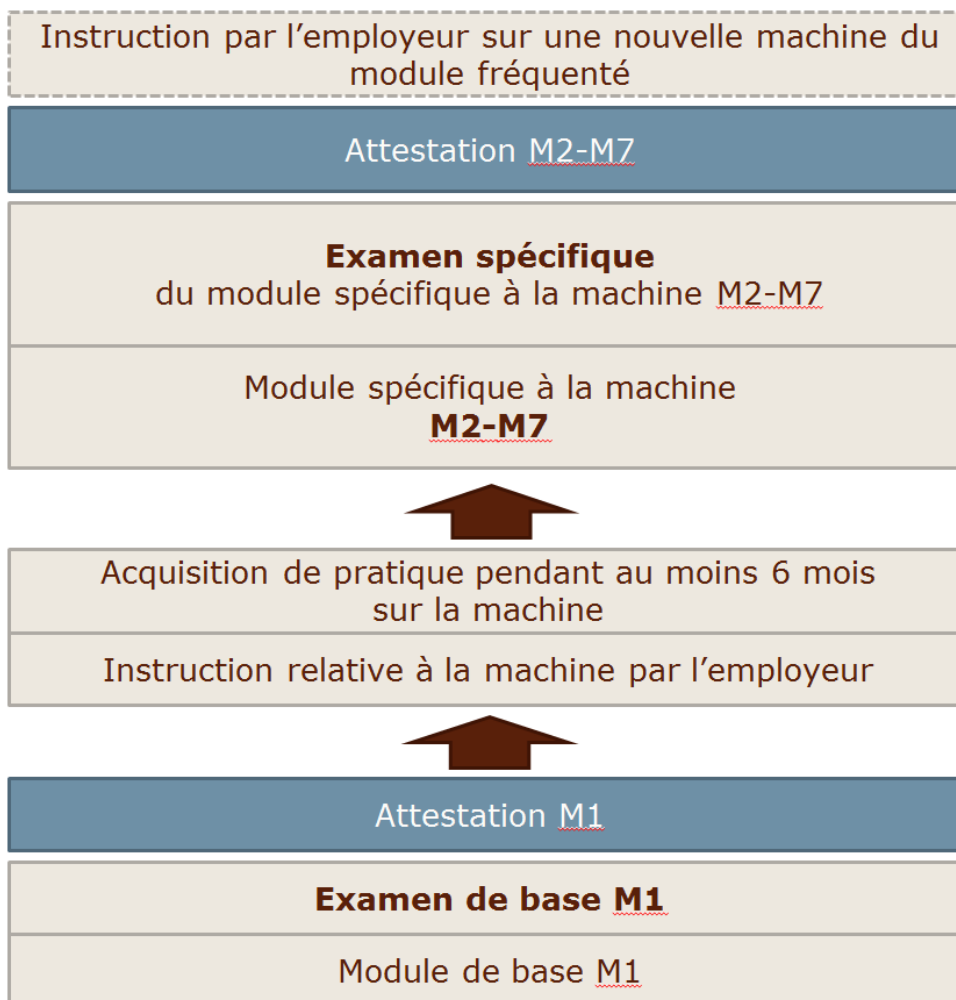 Instruction par l’employeur sur une nouvelle machine du
module fréquenté
Attestation M2-M7
Examen spécifique
du module spécifique à la machine M2-M7
Module spécifique à la machine
M2-M7
Acquisition de pratique pendant au moins 6 mois
sur la machine
Instruction relative à la machine par l’employeur
Attestation M1
Examen de base M1
Module de base M1